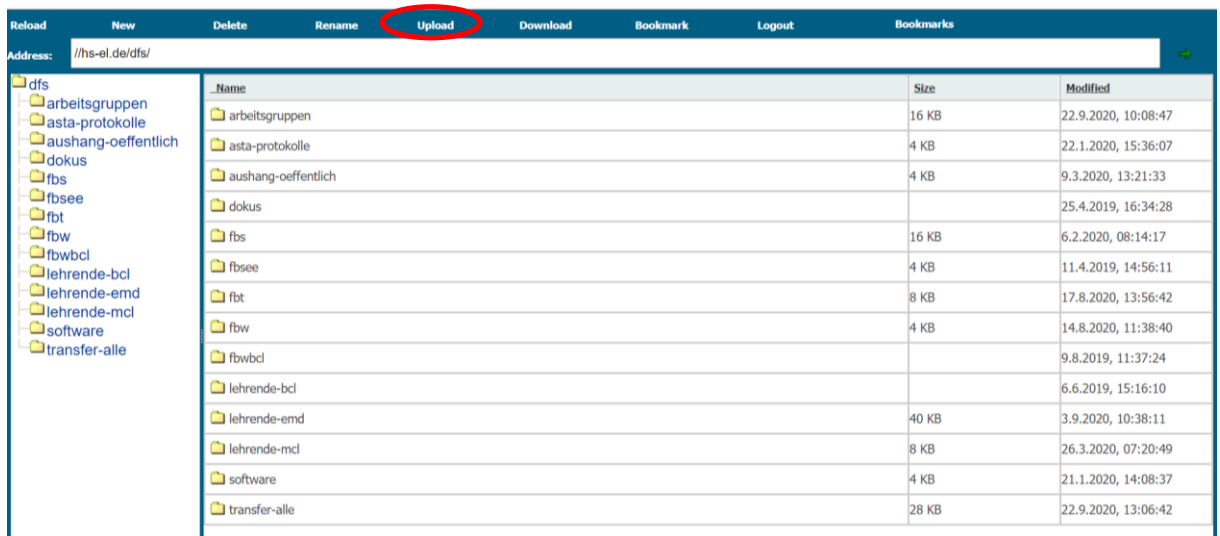 Reload New Delete Rename Upload Download Bookmark Logout Bookmarks
Address: //hs-el.de/dfs/
dfs
arbeitsgruppen
asta-protokolle
aushang-oeffentlich
dokus
fbs
fbsee
fbt
fbw
fbwbcl
lehrende-bcl
lehrende-emd
lehrende-mcl
software
transfer-alle
Name Size Modified
arbeitsgruppen 16 KB 22.9.2020, 10:08:47
asta-protokolle 4 KB 22.1.2020, 15:36:07
aushang-oeffentlich 4 KB 9.3.2020, 13:21:33
dokus 25.4.2019, 16:34:28
fbs 16 KB 6.2.2020, 08:14:17
fbsee 4 KB 11.4.2019, 14:56:11
fbt 8 KB 17.8.2020, 13:56:42
fbw 4 KB 14.8.2020, 11:38:40
fbwbcl 9.8.2019, 11:37:24
lehrende-bcl 6.6.2019, 15:16:10
lehrende-emd 40 KB 3.9.2020, 10:38:11
lehrende-mcl 8 KB 26.3.2020, 07:20:49
software 4 KB 21.1.2020, 14:08:37
transfer-alle 28 KB 22.9.2020, 13:06:42